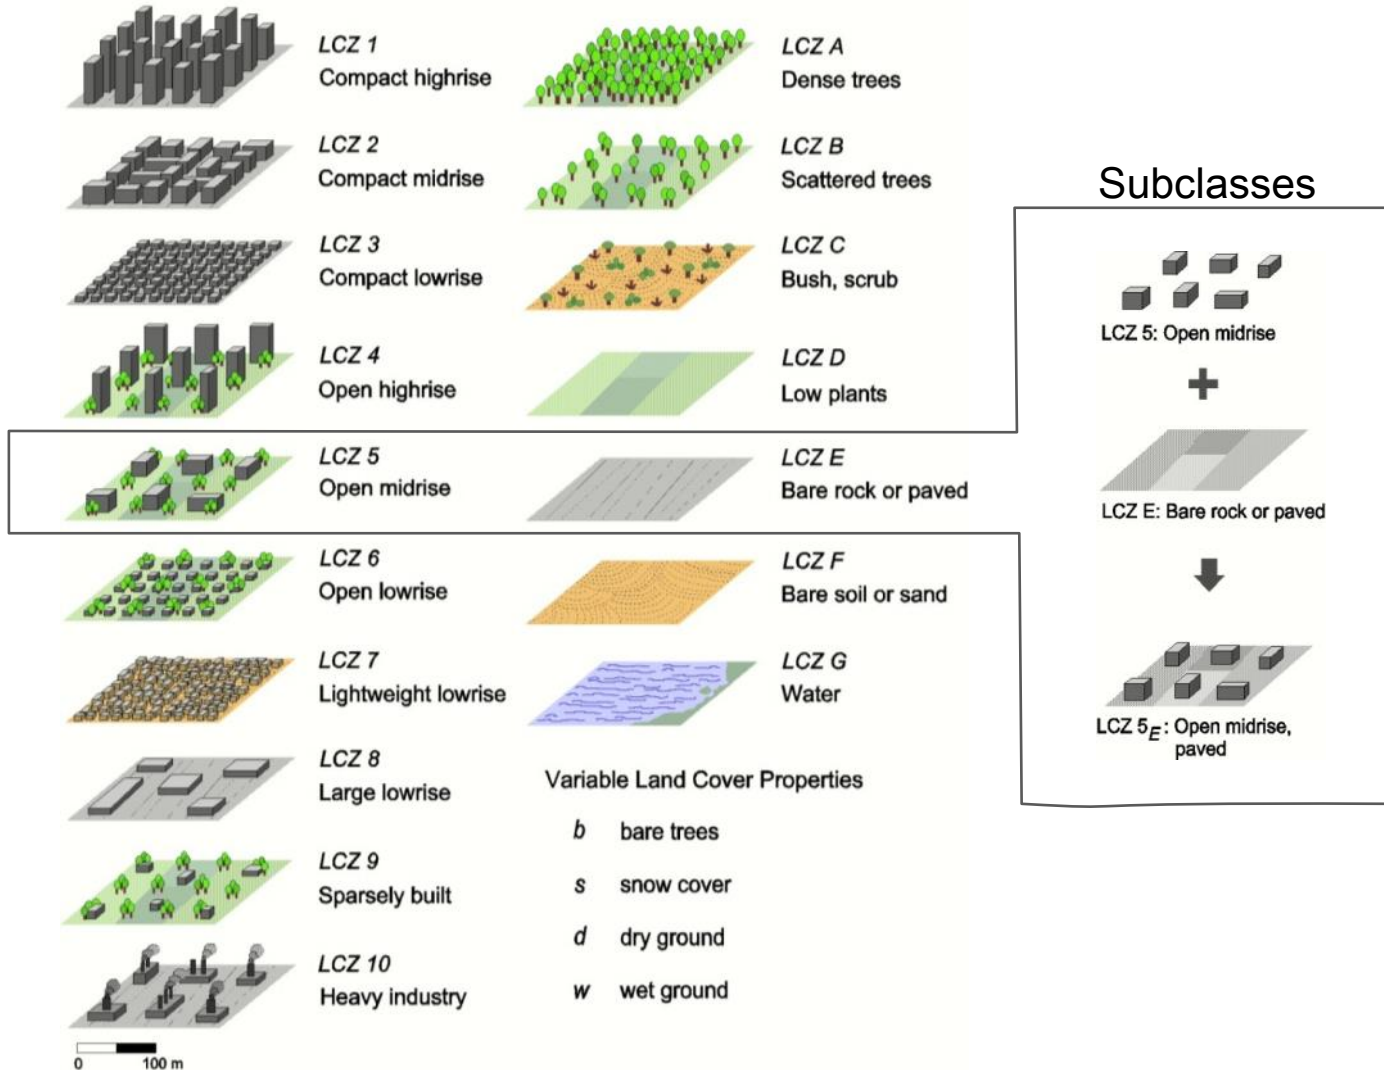 LCZ 1
Compact highrise
LCZ 2
Compact midrise
LCZ 3
Compact lowrise
LCZ 4
Open highrise
LCZ 5
Open midrise
LCZ 6
Open lowrise
LCZ 7
Lightweight lowrise
LCZ 8
Large lowrise
LCZ 9
Sparsely built
LCZ 10
Heavy industry
0 100 m
LCZ A
Dense trees
LCZ B
Scattered trees
LCZ C
Bush, scrub
LCZ D
Low plants
LCZ E
Bare rock or paved
LCZ F
Bare soil or sand
LCZ G
Water
Variable Land Cover Properties
b bare trees
s snow cover
d dry ground
w wet ground
Subclasses
LCZ 5: Open midrise
+
LCZ E: Bare rock or paved
LCZ 5E: Open midrise,
paved